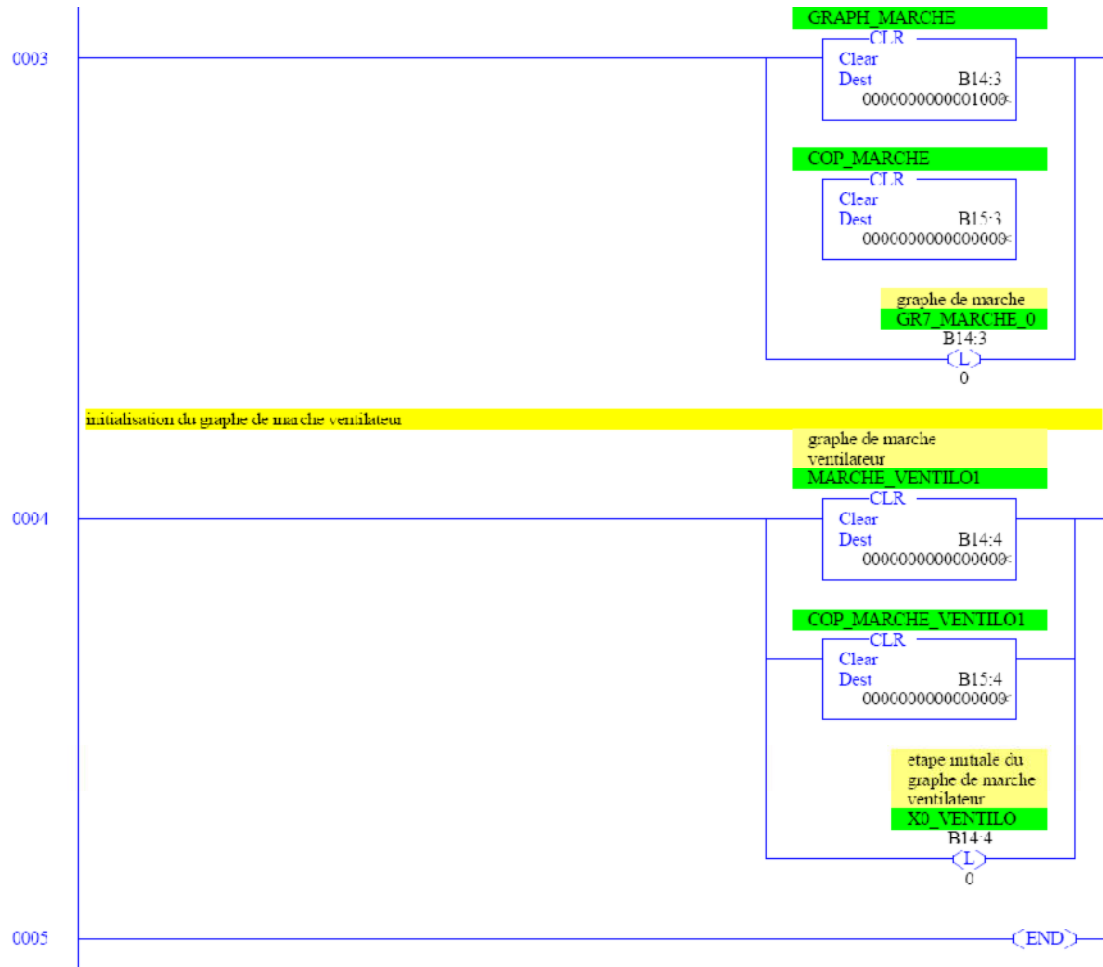 GRAPH_MARCHE
0003
CLR
Clear
Dest B14:3
0000000000001000<
COP_MARCHE
CLR
Clear
Dest B15:3
0000000000000000<
graphe de marche
GR7_MARCHE_0
B14:3
(L)
0
initialisation du graphe de marche ventilateur
graphe de marche
ventilateur
MARCHE_VENTILO1
0004
CLR
Clear
Dest B14:4
0000000000000000<
COP_MARCHE_VENTILO1
CLR
Clear
Dest B15:4
0000000000000000<
etape initiale du
graphe de marche
ventilateur
X0_VENTILO
B14:4
(L)
0
0005
(END)